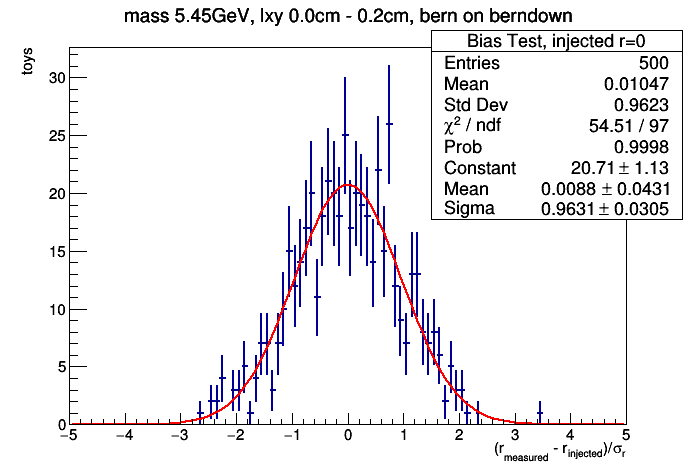 mass 5.45GeV, lxy 0.0cm - 0.2cm, bern on berndown
Bias Test, injected r=0
Entries 500
Mean 0.01047
Std Dev 0.9623
χ² / ndf 54.51 / 97
Prob 0.9998
Constant 20.71 ± 1.13
Mean 0.0088 ± 0.0431
Sigma 0.9631 ± 0.0305
toys
30
25
20
15
10
5
0
−5 −4 −3 −2 −1 0 1 2 3 4 5
(r_measured - r_injected)/σ_r